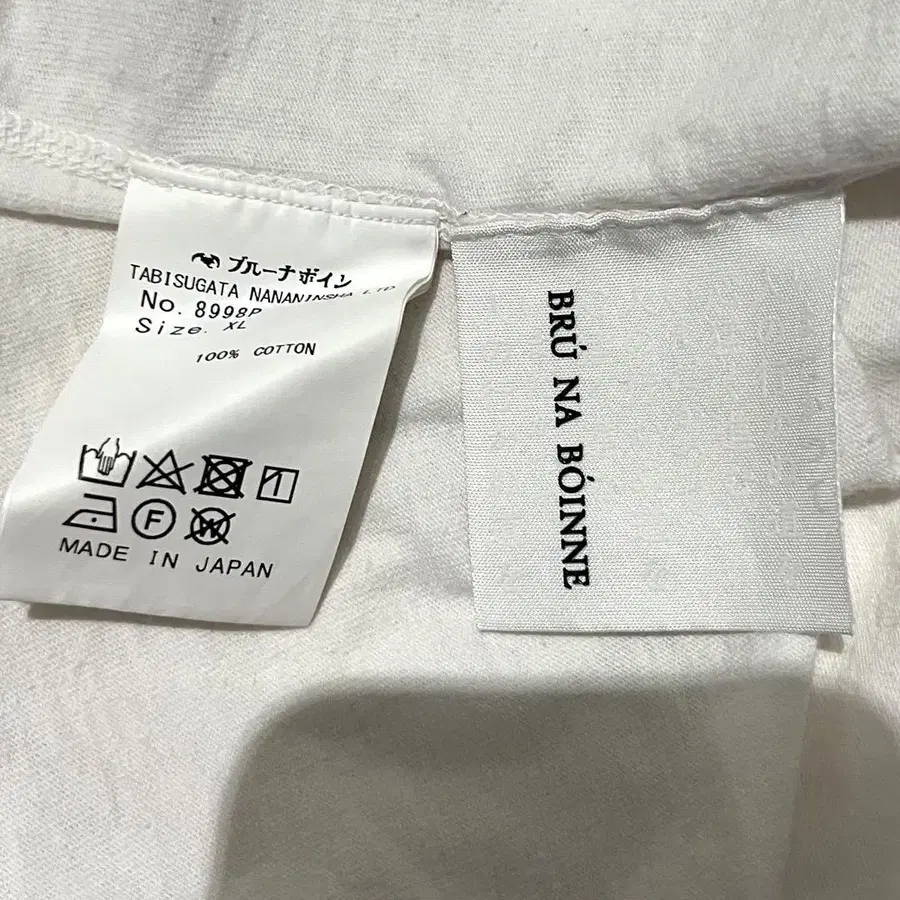 ブルーナボイン
TABISUGATA NANANINSHA LTD
No. 8998P
Size. XL
100% COTTON
F
W
MADE IN JAPAN
BRÚ NA BÓINNE